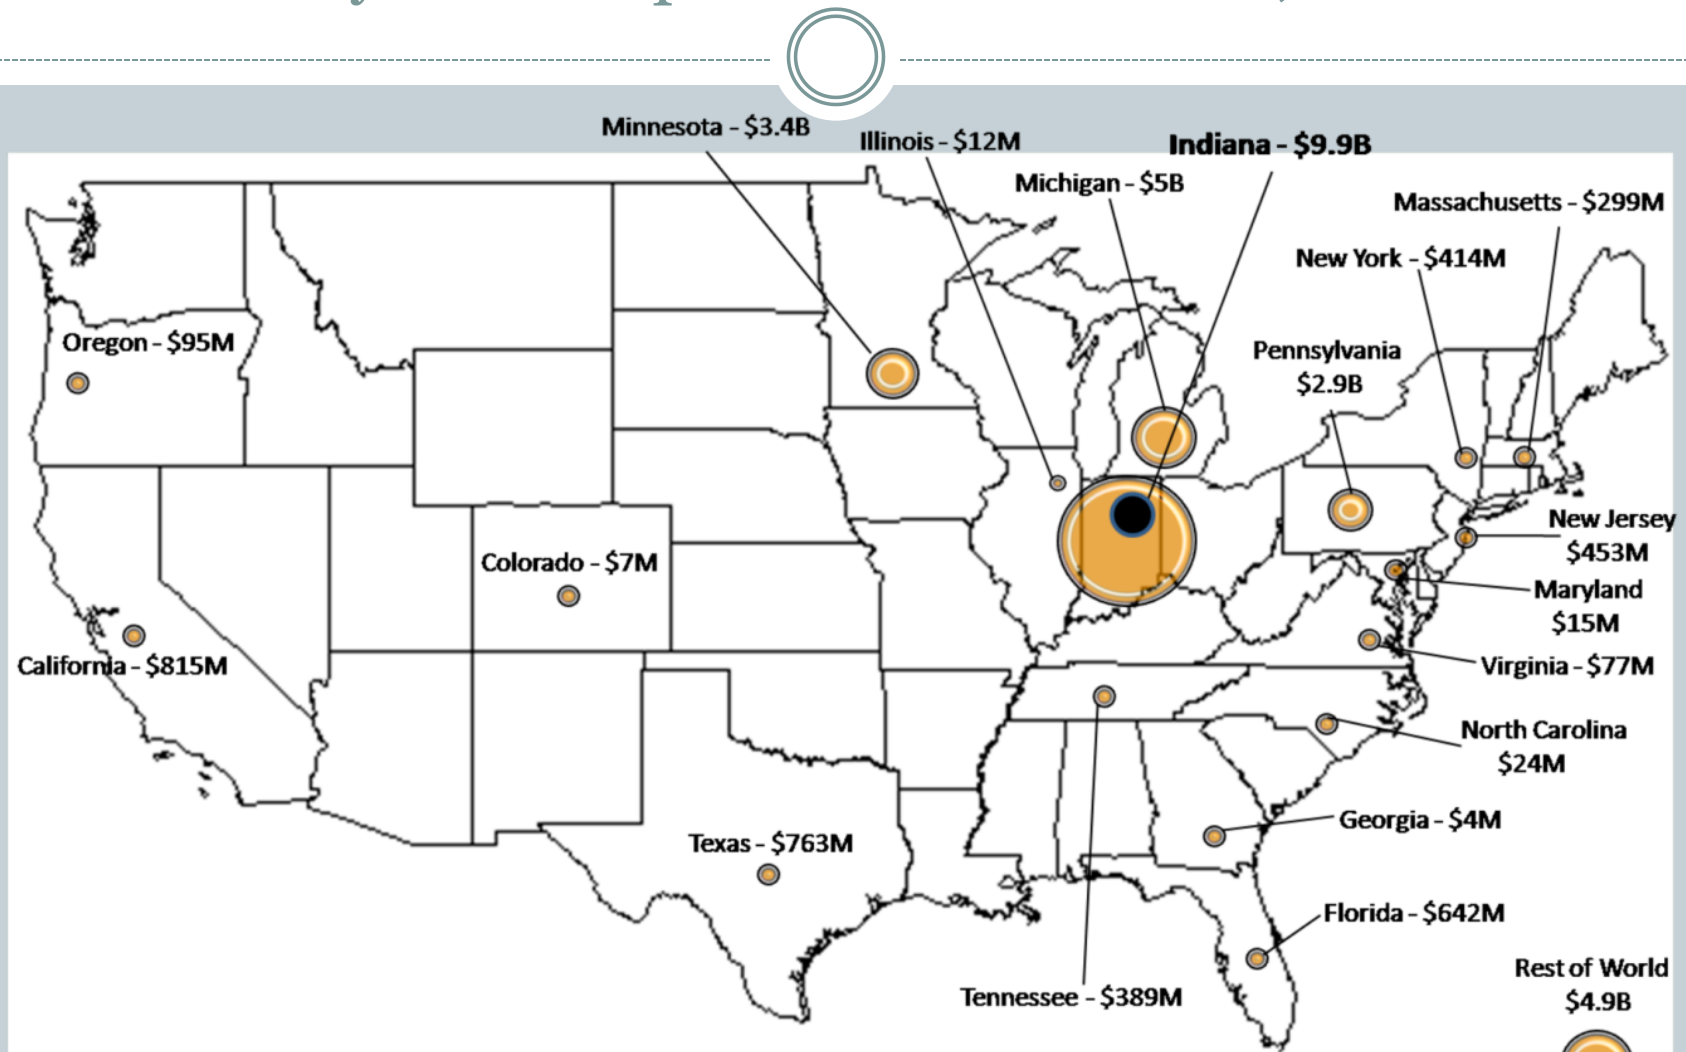 Minnesota - $3.4B
Illinois - $12M
Indiana - $9.9B
Michigan - $5B
Massachusetts - $299M
New York - $414M
Oregon - $95M
Pennsylvania
$2.9B
New Jersey
$453M
Colorado - $7M
Maryland
$15M
California - $815M
Virginia - $77M
North Carolina
$24M
Georgia - $4M
Texas - $763M
Florida - $642M
Rest of World
$4.9B
Tennessee - $389M